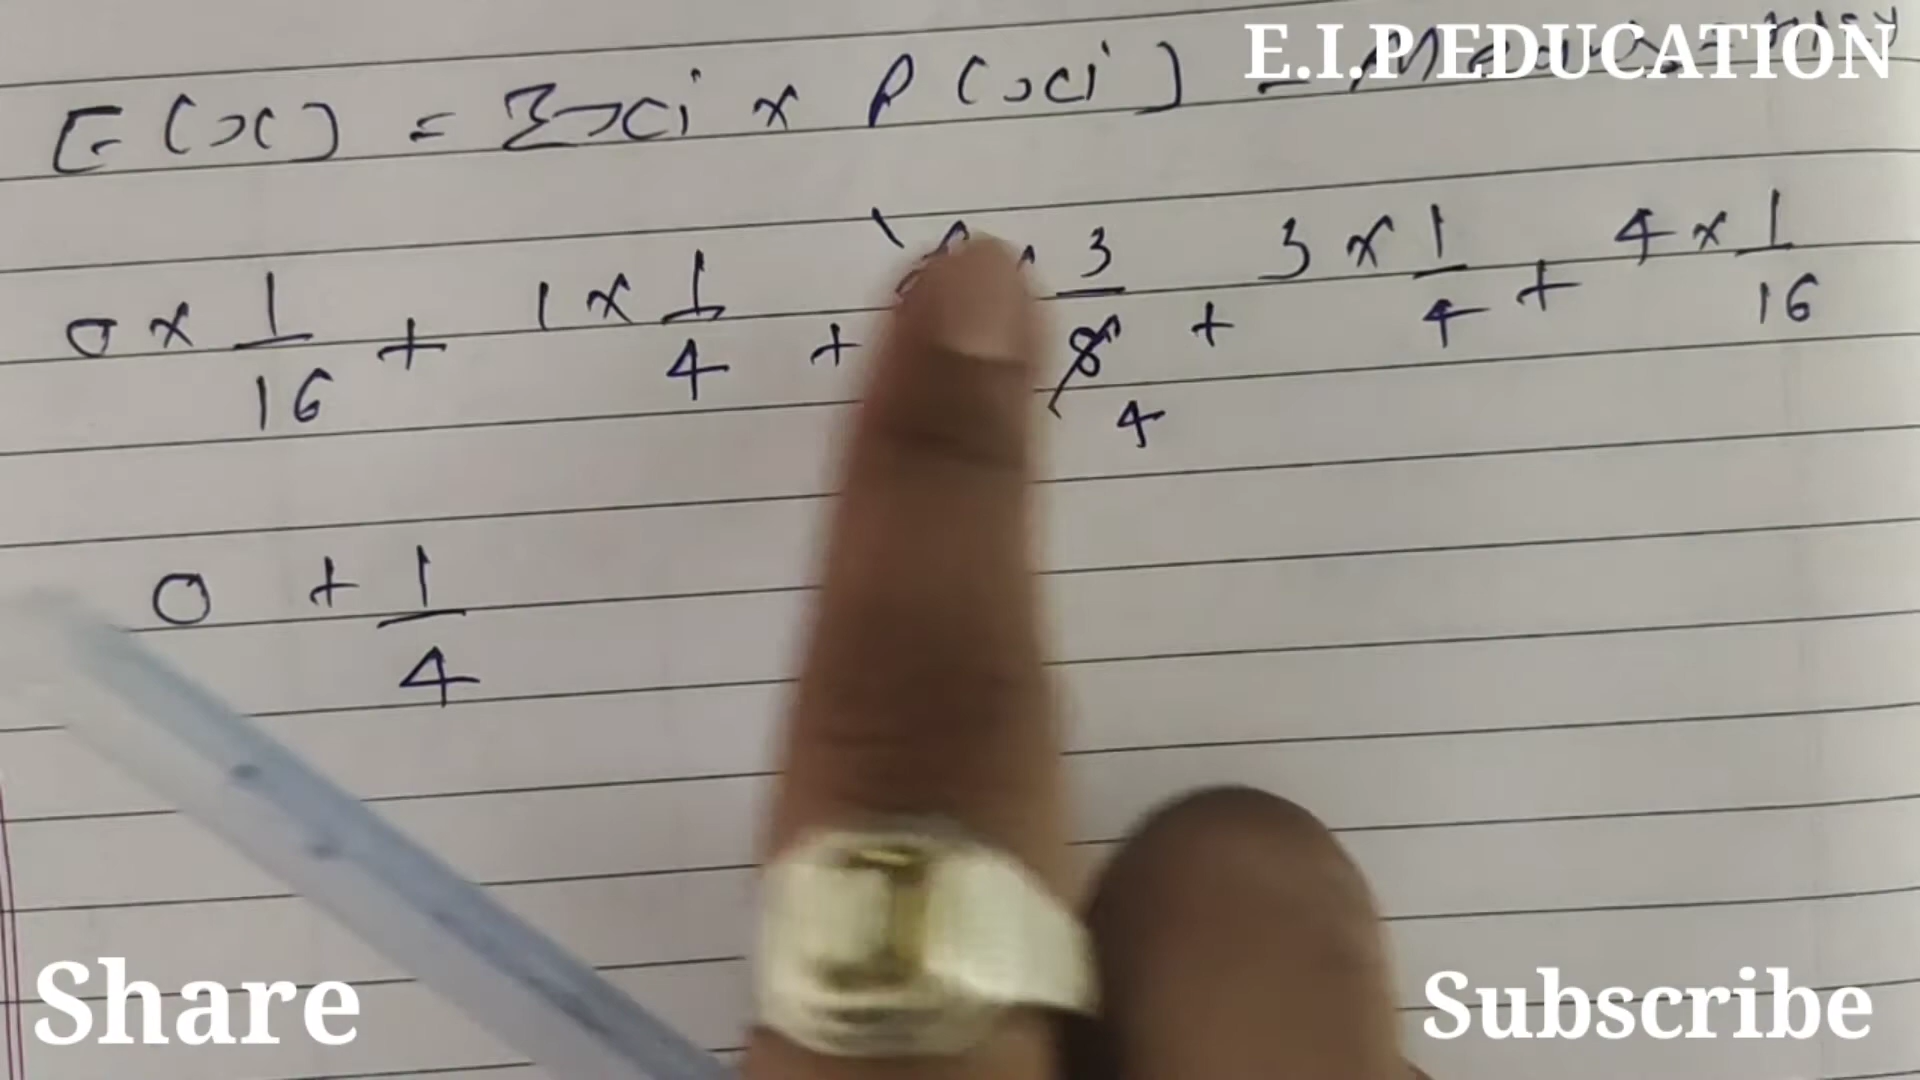 E.I.P EDUCATION
E(x) = Σxi × P(xi) = Mean
0 × 1/16 + 1 × 1/4 + × 3/8 + 3 × 1/4 + 4 × 1/16
4
0 + 1/4
Share
Subscribe